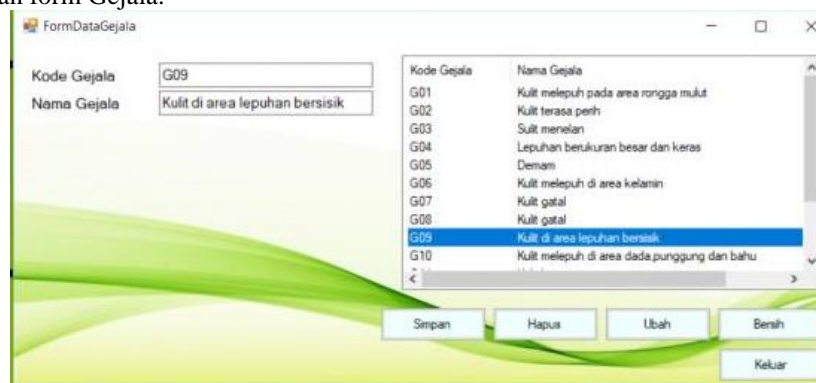 form Gejala.
FormDataGejala
Kode Gejala G09
Nama Gejala Kulit di area lepuhan bersisik
Kode Gejala Nama Gejala
G01 Kulit melepuh pada area rongga mulut
G02 Kulit terasa perih
G03 Sulit menelan
G04 Lepuhan berukuran besar dan keras
G05 Demam
G06 Kulit melepuh di area kelamin
G07 Kulit gatal
G08 Kulit gatal
G09 Kulit di area lepuhan bersisik
G10 Kulit melepuh di area dada,punggung dan bahu
Simpan Hapus Ubah Bersih
Keluar